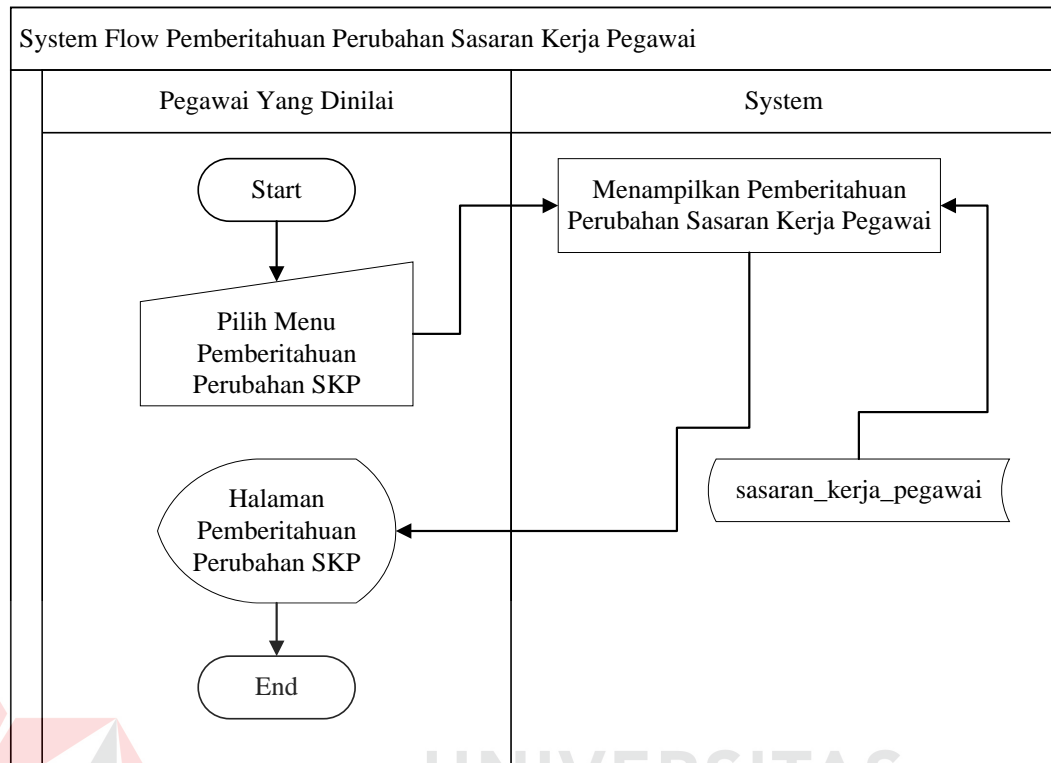 System Flow Pemberitahuan Perubahan Sasaran Kerja Pegawai
Pegawai Yang Dinilai
System
Start
Menampilkan Pemberitahuan
Perubahan Sasaran Kerja Pegawai
Pilih Menu
Pemberitahuan
Perubahan SKP
sasaran_kerja_pegawai
Halaman
Pemberitahuan
Perubahan SKP
End
UNIVERSITAS